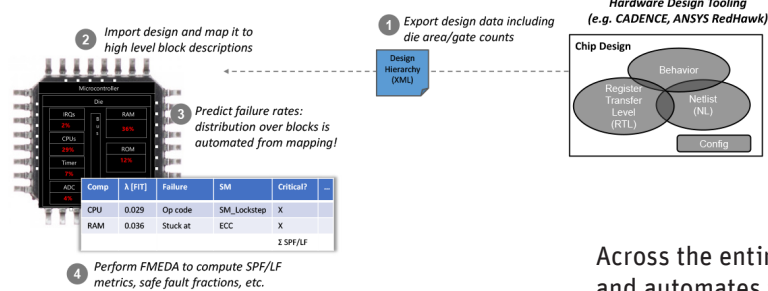 Hardware Design Tooling
(e.g. CADENCE, ANSYS RedHawk)
1 Export design data including
die area/gate counts
2 Import design and map it to
high level block descriptions
Design
Hierarchy
(XML)
Chip Design
Behavior
Register
Transfer
Level
(RTL)
Netlist
(NL)
Config
Microcontroller
Die
IRQs
2%
CPUs
29%
Timer
1%
ADC
4%
B
u
s
RAM
36%
ROM
12%
3 Predict failure rates:
distribution over blocks is
automated from mapping!
Comp λ [FIT] Failure SM Critical? ...
CPU 0.029 Op code SM_Lockstep X
RAM 0.036 Stuck at ECC X
Σ SPF/LF
4 Perform FMEDA to compute SPF/LF
metrics, safe fault fractions, etc.
Across the entir
and automates